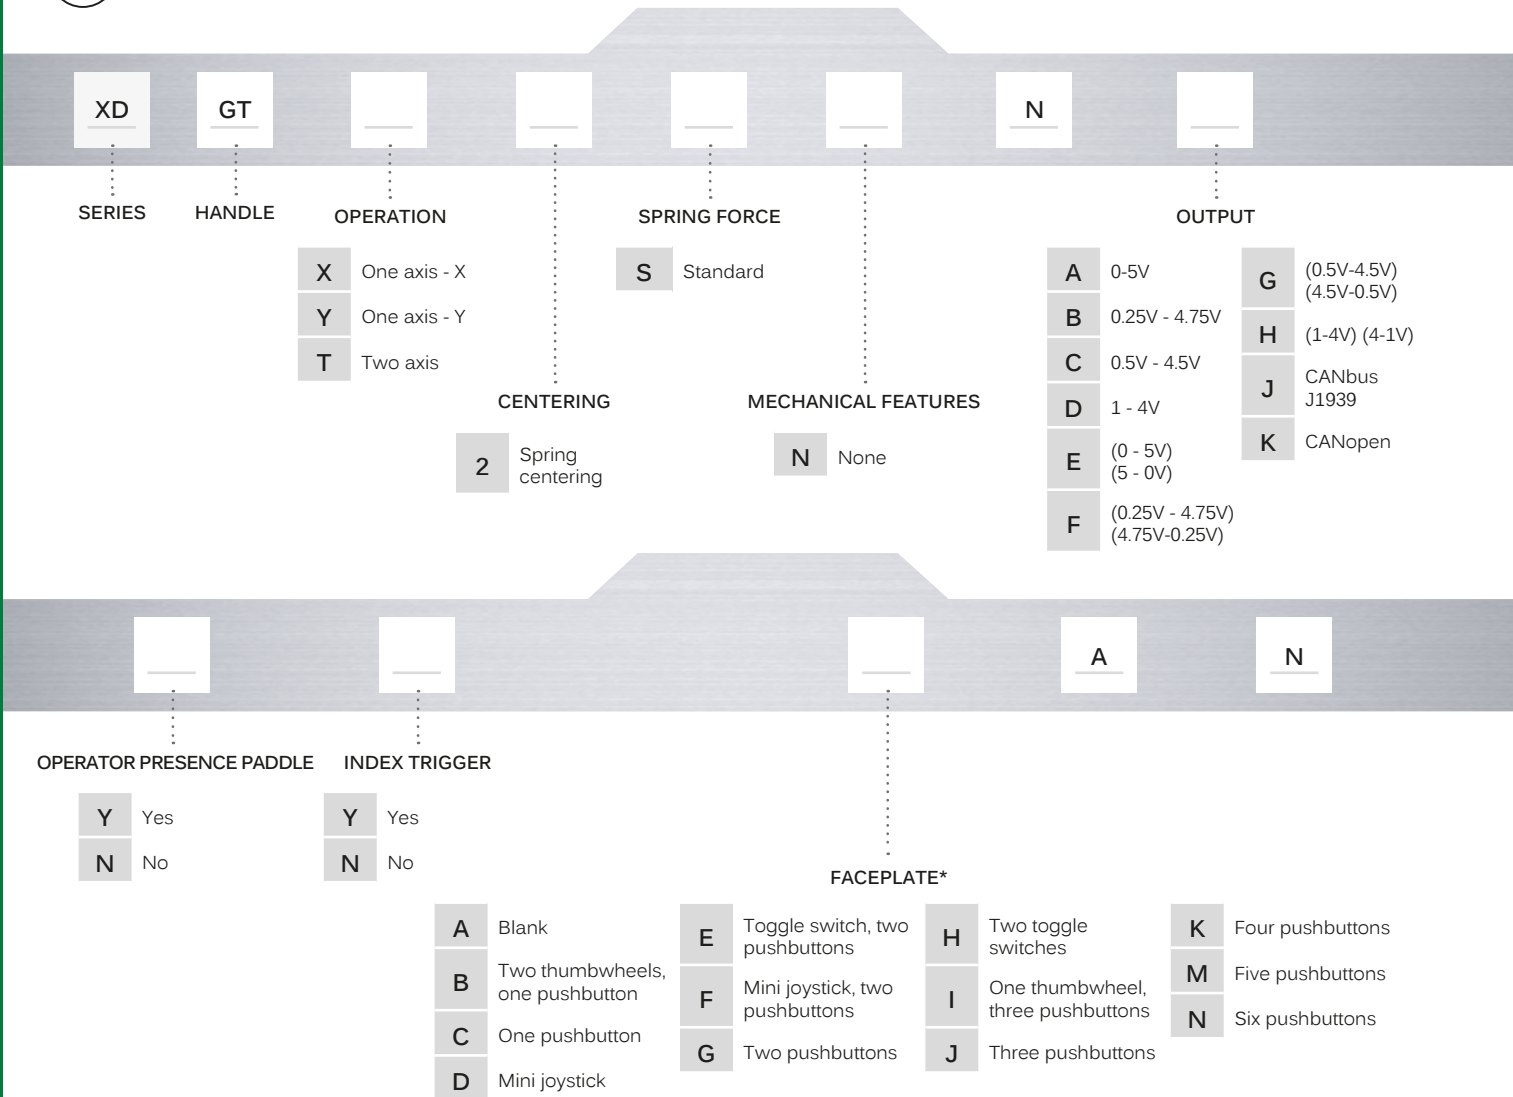 XD GT N
SERIES HANDLE OPERATION SPRING FORCE OUTPUT
X One axis - X
Y One axis - Y
T Two axis
CENTERING
2 Spring
centering
S Standard
MECHANICAL FEATURES
N None
A 0-5V
B 0.25V - 4.75V
C 0.5V - 4.5V
D 1 - 4V
E (0 - 5V)
(5 - 0V)
F (0.25V - 4.75V)
(4.75V-0.25V)
G (0.5V-4.5V)
(4.5V-0.5V)
H (1-4V) (4-1V)
J CANbus
J1939
K CANopen
A N
OPERATOR PRESENCE PADDLE
Y Yes
N No
INDEX TRIGGER
Y Yes
N No
FACEPLATE*
A Blank
B Two thumbwheels,
one pushbutton
C One pushbutton
D Mini joystick
E Toggle switch, two
pushbuttons
F Mini joystick, two
pushbuttons
G Two pushbuttons
H Two toggle
switches
I One thumbwheel,
three pushbuttons
J Three pushbuttons
K Four pushbuttons
M Five pushbuttons
N Six pushbuttons